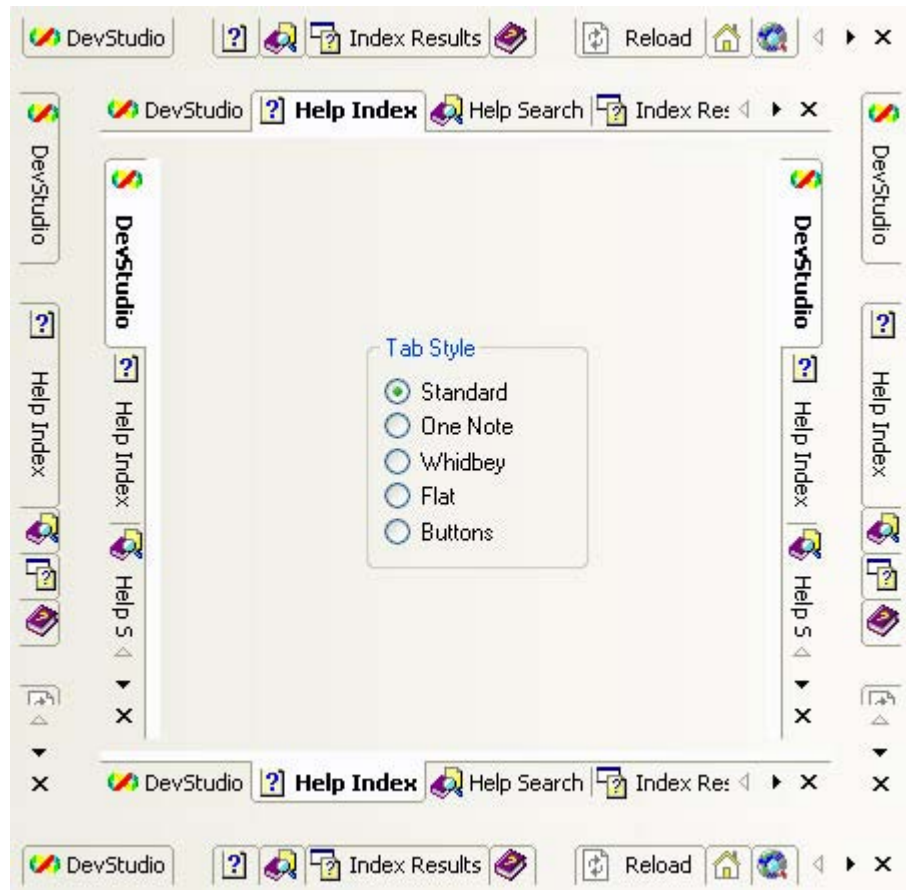 DevStudio Index Results Reload
DevStudio Help Index Help Search Index Res
DevStudio
Help Index
DevStudio
Help Index
Help S
Tab Style
Standard
One Note
Whidbey
Flat
Buttons
DevStudio
Help Index
Help S
DevStudio
Help Index
DevStudio Help Index Help Search Index Res
DevStudio Index Results Reload